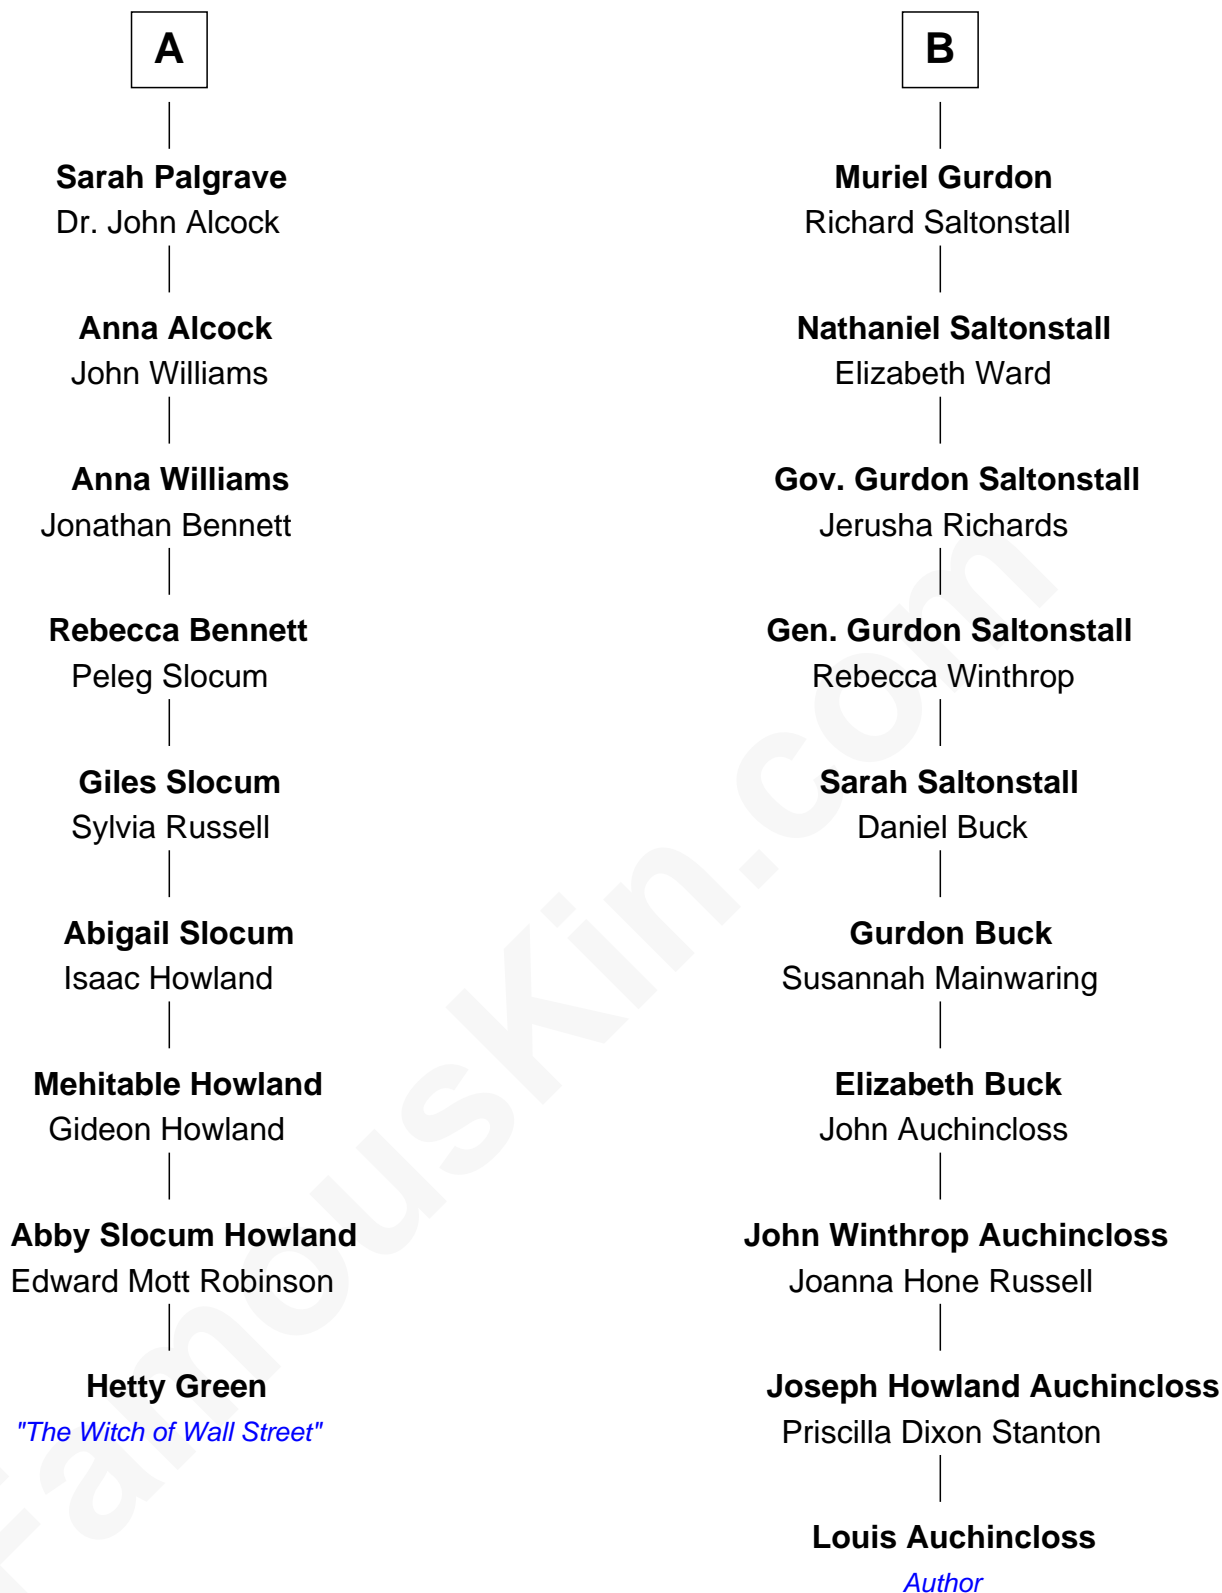 A
Sarah Palgrave
Dr. John Alcock
Anna Alcock
John Williams
Anna Williams
Jonathan Bennett
Rebecca Bennett
Peleg Slocum
Giles Slocum
Sylvia Russell
Abigail Slocum
Isaac Howland
Mehitable Howland
Gideon Howland
Abby Slocum Howland
Edward Mott Robinson
Hetty Green
"The Witch of Wall Street"
B
Muriel Gurdon
Richard Saltonstall
Nathaniel Saltonstall
Elizabeth Ward
Gov. Gurdon Saltonstall
Jerusha Richards
Gen. Gurdon Saltonstall
Rebecca Winthrop
Sarah Saltonstall
Daniel Buck
Gurdon Buck
Susannah Mainwaring
Elizabeth Buck
John Auchincloss
John Winthrop Auchincloss
Joanna Hone Russell
Joseph Howland Auchincloss
Priscilla Dixon Stanton
Louis Auchincloss
Author
FamousKin.com